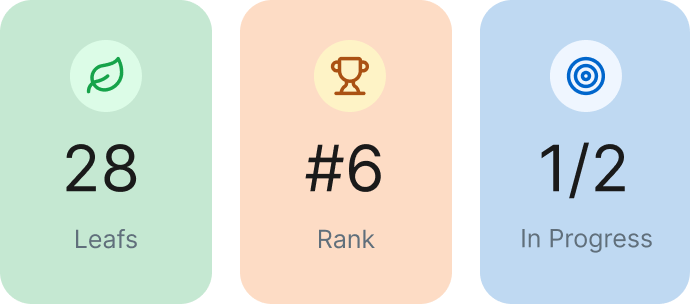 28
Leafs
#6
Rank
1/2
In Progress